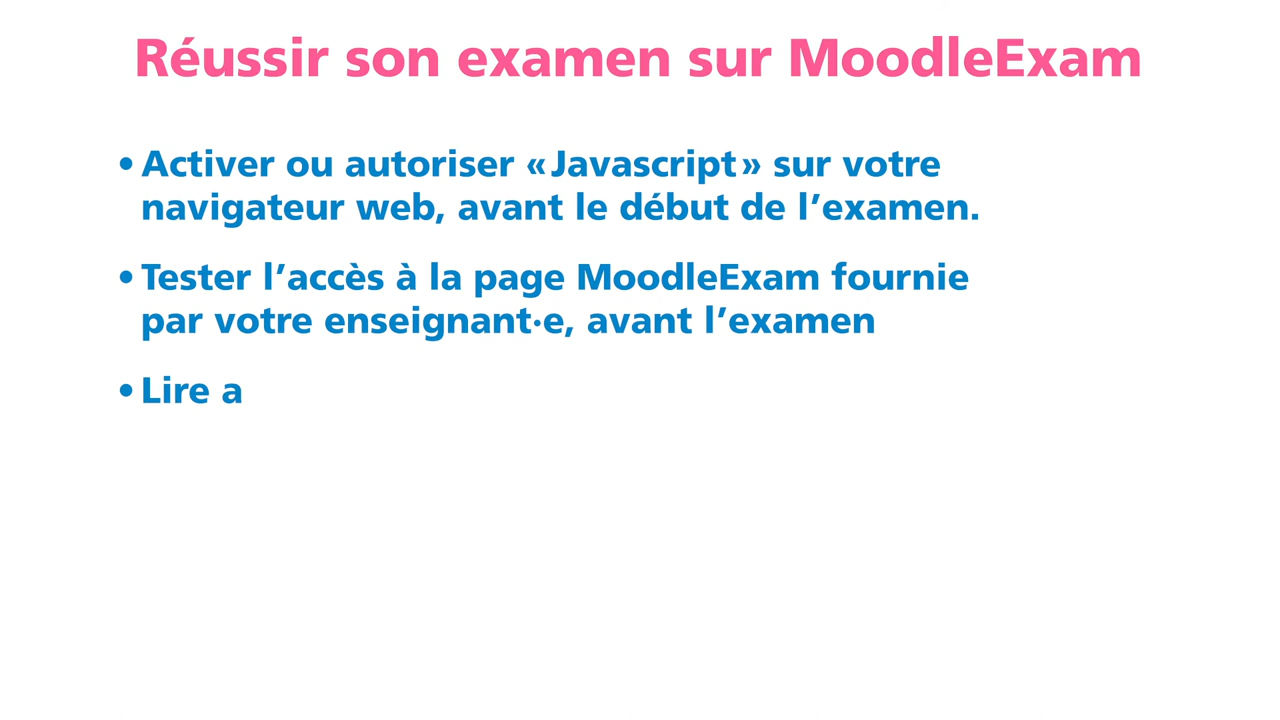 Réussir son examen sur MoodleExam
• Activer ou autoriser «Javascript» sur votre
navigateur web, avant le début de l’examen.
• Tester l’accès à la page MoodleExam fournie
par votre enseignant·e, avant l’examen
• Lire a